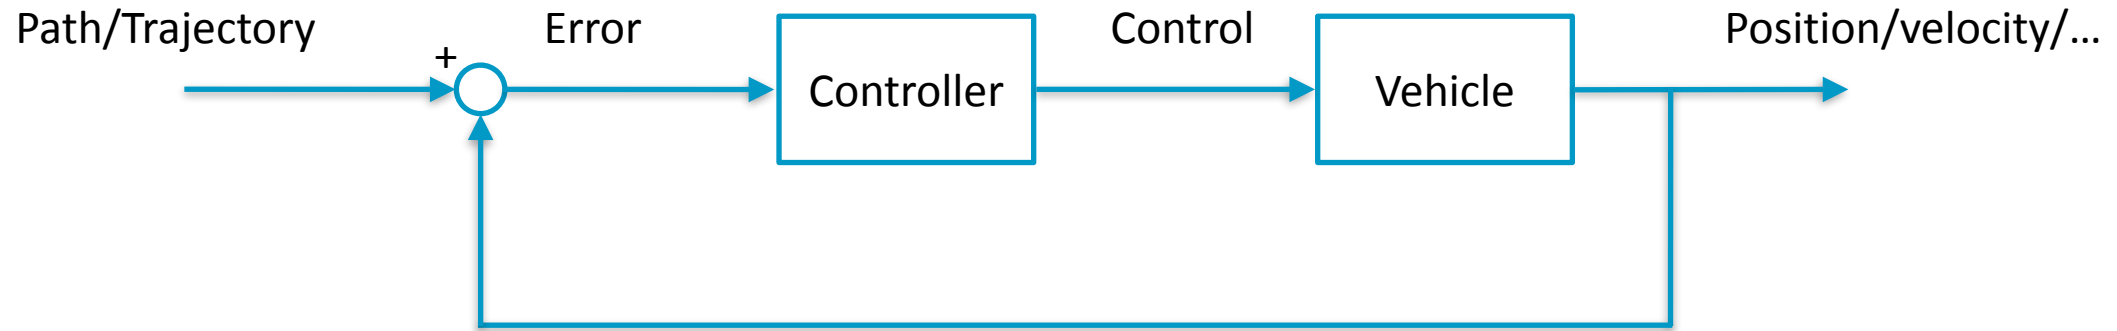 Path/Trajectory
Error
Control
Position/velocity/…
+
Controller
Vehicle